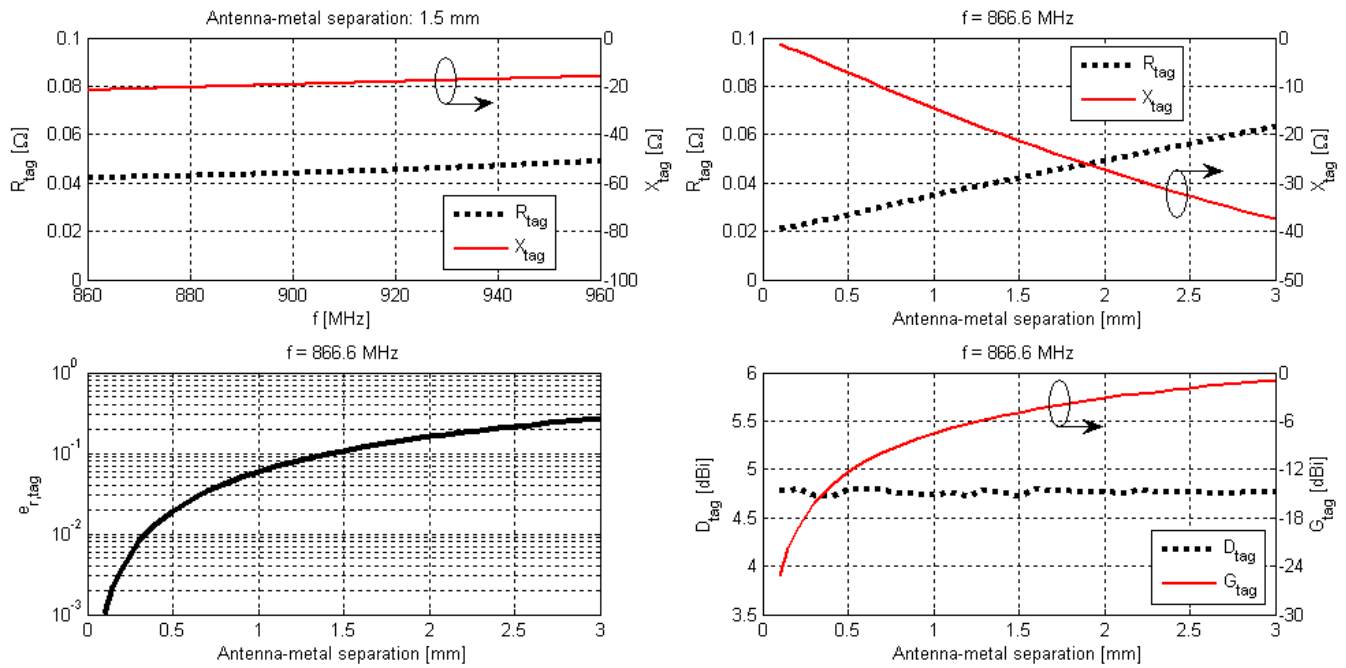 Antenna-metal separation: 1.5 mm
0.1
0.08
0.06
0.04
0.02
0
R_tag [Ω]
0
-20
-40
-60
-80
-100
X_tag [Ω]
R_tag
X_tag
860 880 900 920 940 960
f [MHz]
f = 866.6 MHz
0.1
0.08
0.06
0.04
0.02
0
R_tag [Ω]
0
-10
-20
-30
-40
-50
X_tag [Ω]
R_tag
X_tag
0 0.5 1 1.5 2 2.5 3
Antenna-metal separation [mm]
f = 866.6 MHz
10^0
10^-1
10^-2
10^-3
e_r,tag
0 0.5 1 1.5 2 2.5 3
Antenna-metal separation [mm]
f = 866.6 MHz
6
5.5
5
4.5
4
3.5
D_tag [dBi]
0
-6
-12
-18
-24
-30
G_tag [dBi]
D_tag
G_tag
0 0.5 1 1.5 2 2.5 3
Antenna-metal separation [mm]